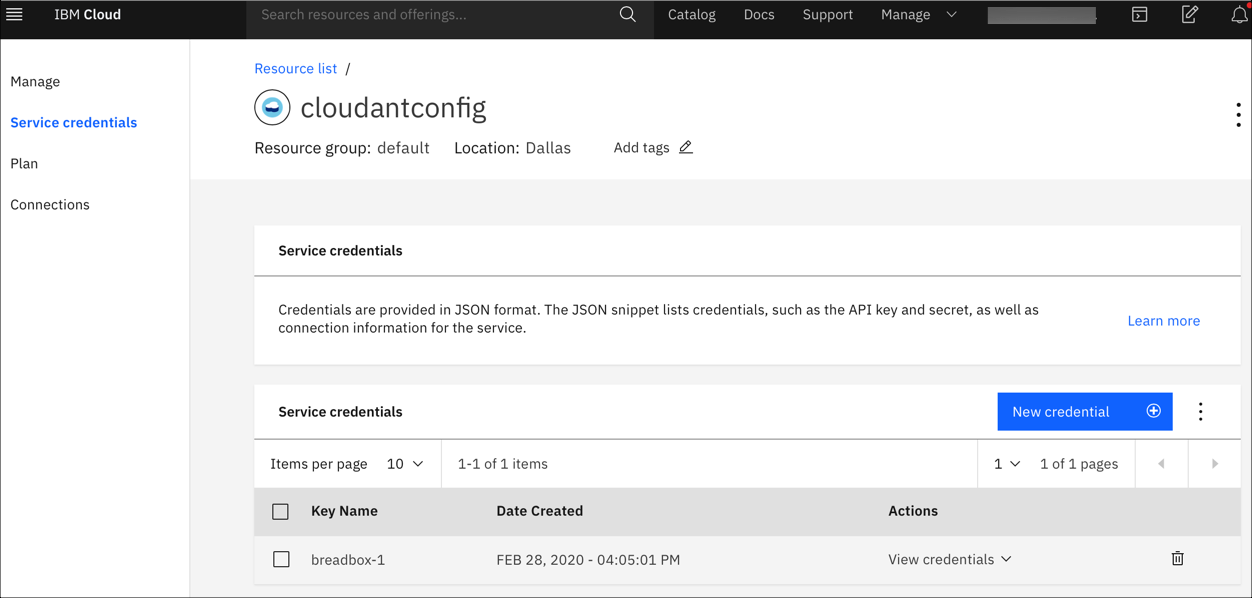 IBM Cloud
Search resources and offerings...
Catalog
Docs
Support
Manage
Manage
Service credentials
Plan
Connections
Resource list /
cloudantconfig
Resource group: default Location: Dallas Add tags
Service credentials
Credentials are provided in JSON format. The JSON snippet lists credentials, such as the API key and secret, as well as
connection information for the service.
Learn more
Service credentials
New credential
Items per page 10 1-1 of 1 items 1 1 of 1 pages
Key Name Date Created Actions
breadbox-1 FEB 28, 2020 - 04:05:01 PM View credentials